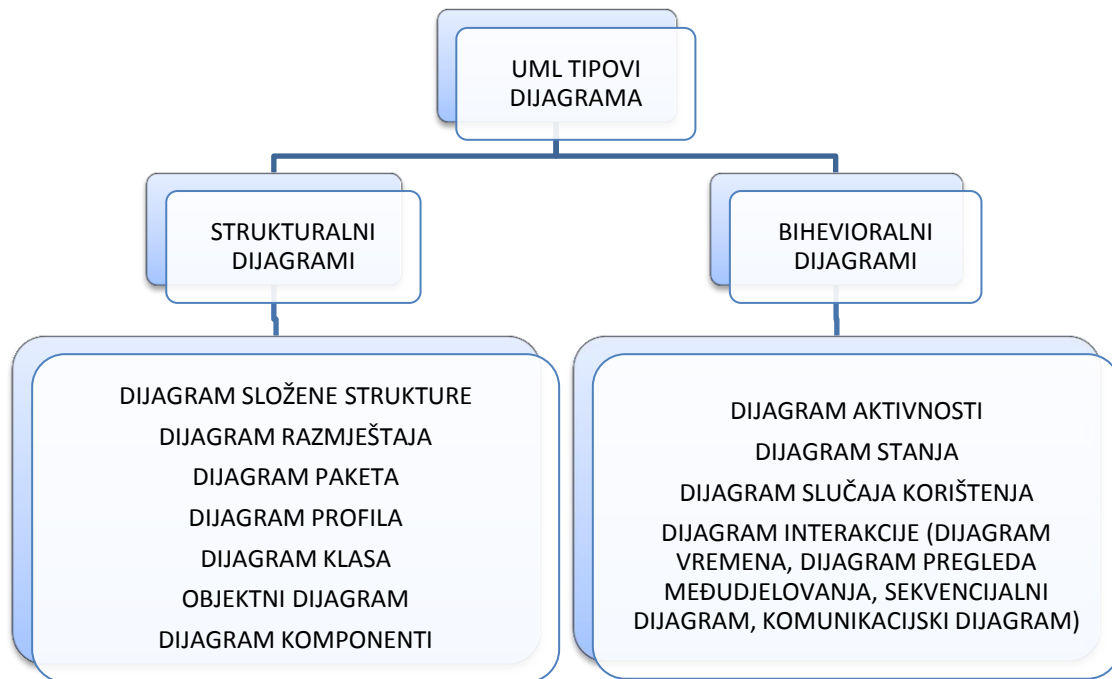 UML TIPOVI
DIJAGRAMA
STRUKTURALNI
DIJAGRAMI
BIHEVIORALNI
DIJAGRAMI
DIJAGRAM SLOŽENE STRUKTURE
DIJAGRAM RAZMJEŠTAJA
DIJAGRAM PAKETA
DIJAGRAM PROFILA
DIJAGRAM KLASA
OBJEKTNI DIJAGRAM
DIJAGRAM KOMPONENTI
DIJAGRAM AKTIVNOSTI
DIJAGRAM STANJA
DIJAGRAM SLUČAJA KORIŠTENJA
DIJAGRAM INTERAKCIJE (DIJAGRAM
VREMENA, DIJAGRAM PREGLEDA
MEĐUDJELOVANJA, SEKVENCIJALNI
DIJAGRAM, KOMUNIKACIJSKI DIJAGRAM)